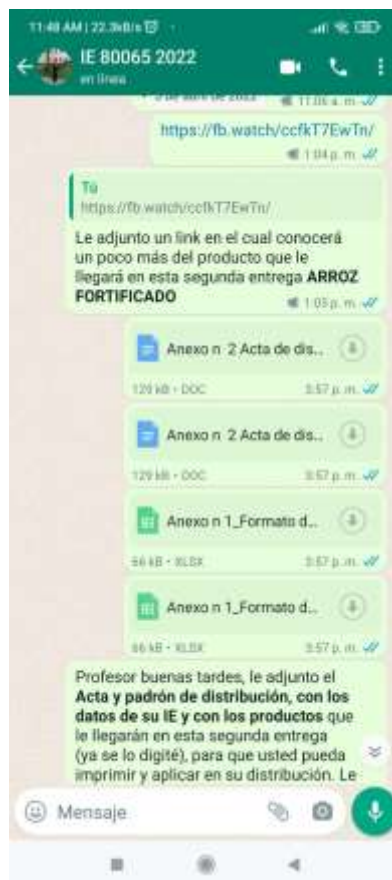 11:48 AM | 22.3kB/s
IE 80065 2022
en línea
11:06 a. m.
https://fb.watch/ccfkT7EwTn/
1:04 p. m.
Tú
https://fb.watch/ccfkT7EwTn/
Le adjunto un link en el cual conocerá
un poco más del producto que le
llegará en esta segunda entrega ARROZ
FORTIFICADO
1:05 p. m.
Anexo n 2 Acta de dis...
129 kB • DOC
3:57 p. m.
Anexo n 2 Acta de dis...
129 kB • DOC
3:57 p. m.
Anexo n 1_Formato d...
66 kB • XLSX
3:57 p. m.
Anexo n 1_Formato d...
66 kB • XLSX
3:57 p. m.
Profesor buenas tardes, le adjunto el
Acta y padrón de distribución, con los
datos de su IE y con los productos que
le llegarán en esta segunda entrega
(ya se lo digité), para que usted pueda
imprimir y aplicar en su distribución. Le
Mensaje